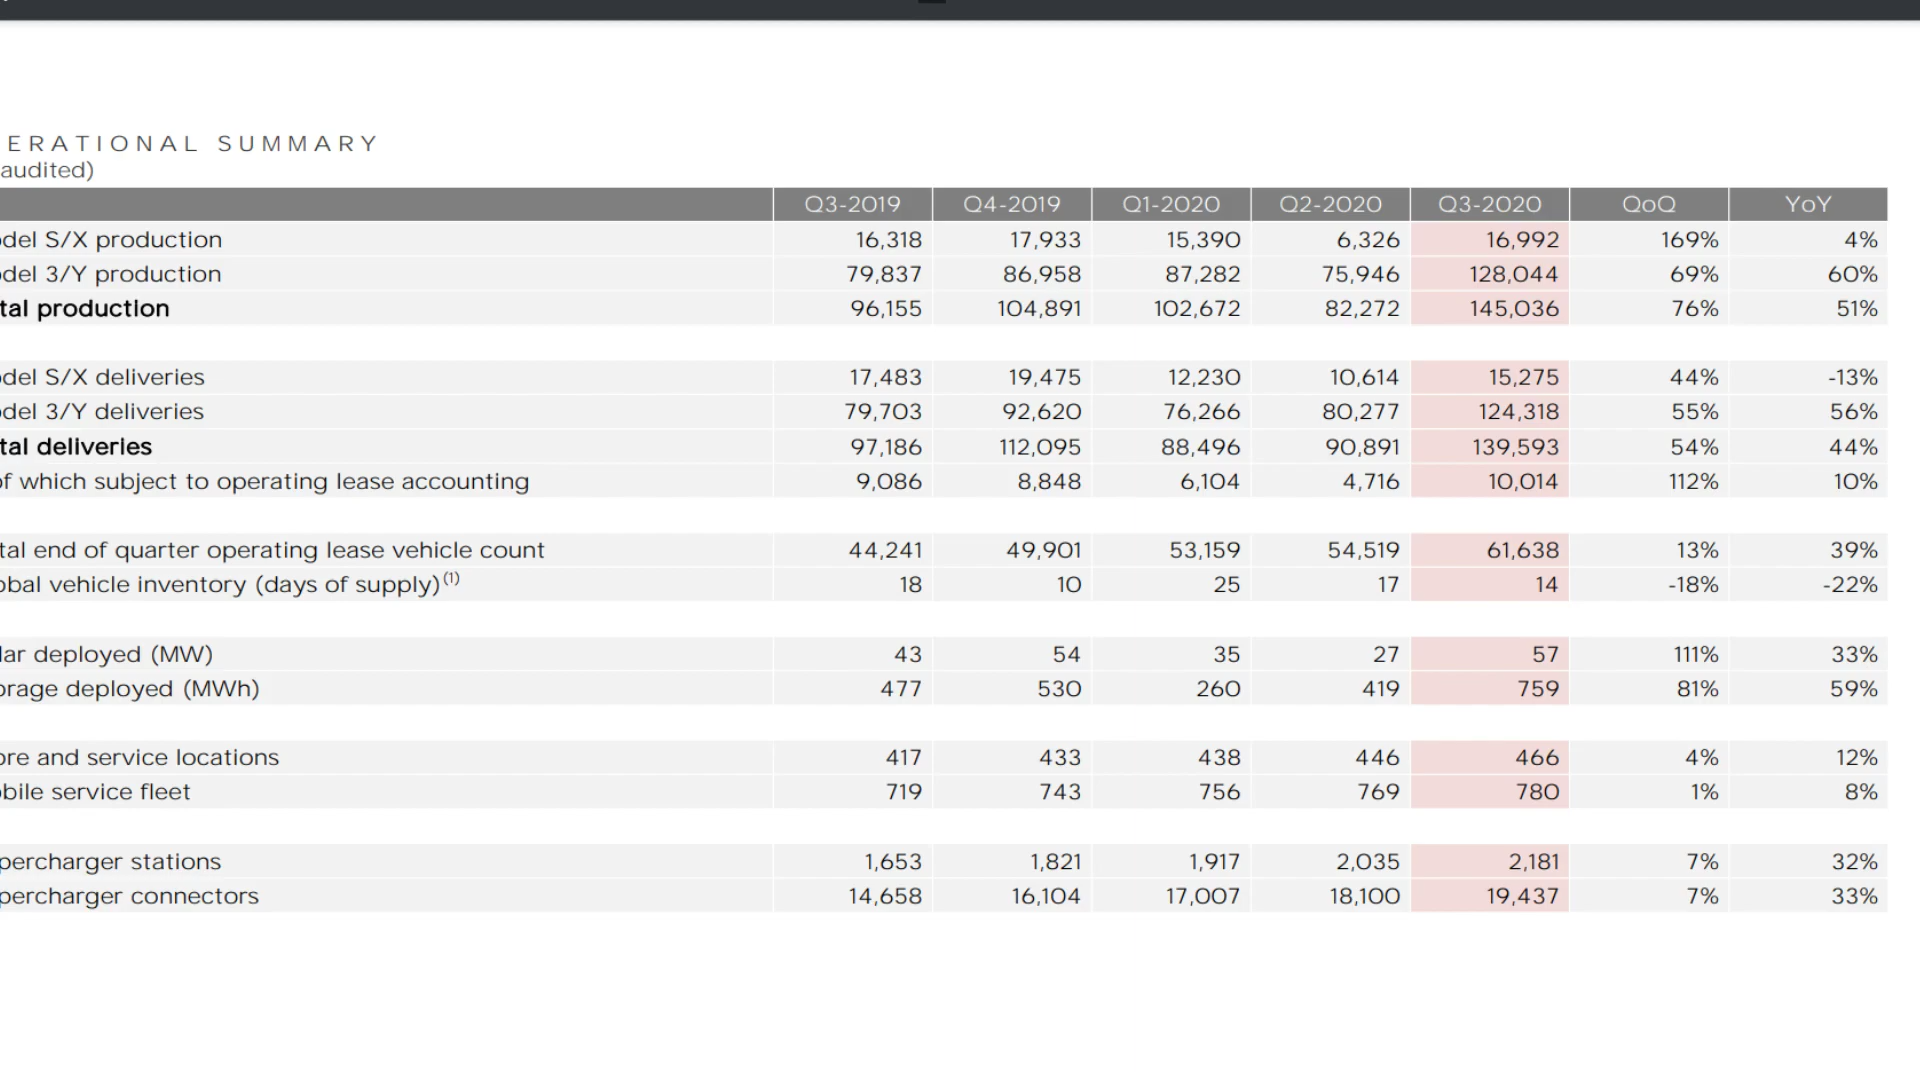 ERATIONAL SUMMARY
audited)
Q3-2019 Q4-2019 Q1-2020 Q2-2020 Q3-2020 QoQ YoY
del S/X production 16,318 17,933 15,390 6,326 16,992 169% 4%
del 3/Y production 79,837 86,958 87,282 75,946 128,044 69% 60%
tal production 96,155 104,891 102,672 82,272 145,036 76% 51%
del S/X deliveries 17,483 19,475 12,230 10,614 15,275 44% -13%
del 3/Y deliveries 79,703 92,620 76,266 80,277 124,318 55% 56%
tal deliveries 97,186 112,095 88,496 90,891 139,593 54% 44%
of which subject to operating lease accounting 9,086 8,848 6,104 4,716 10,014 112% 10%
tal end of quarter operating lease vehicle count 44,241 49,901 53,159 54,519 61,638 13% 39%
obal vehicle inventory (days of supply)(1) 18 10 25 17 14 -18% -22%
lar deployed (MW) 43 54 35 27 57 111% 33%
orage deployed (MWh) 477 530 260 419 759 81% 59%
ore and service locations 417 433 438 446 466 4% 12%
obile service fleet 719 743 756 769 780 1% 8%
percharger stations 1,653 1,821 1,917 2,035 2,181 7% 32%
percharger connectors 14,658 16,104 17,007 18,100 19,437 7% 33%